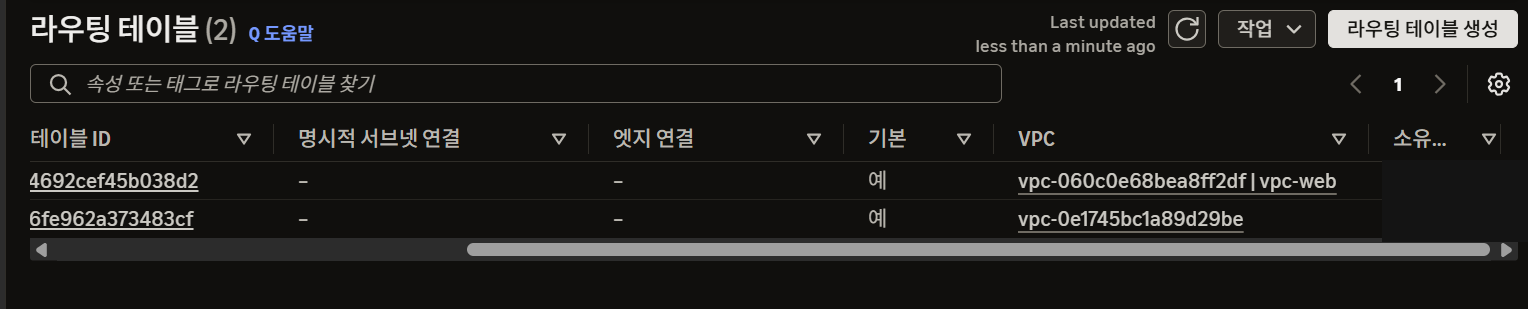 라우팅 테이블 (2) Q 도움말
Last updated
less than a minute ago
작업
라우팅 테이블 생성
속성 또는 태그로 라우팅 테이블 찾기
1
테이블 ID 명시적 서브넷 연결 엣지 연결 기본 VPC 소유...
4692cef45b038d2 – – 예 vpc-060c0e68bea8ff2df | vpc-web
6fe962a373483cf – – 예 vpc-0e1745bc1a89d29be